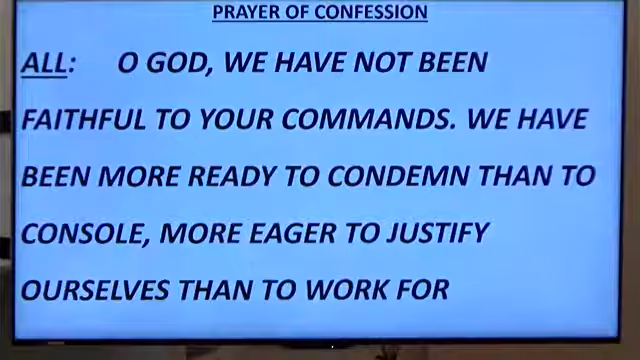 PRAYER OF CONFESSION
ALL: O GOD, WE HAVE NOT BEEN
FAITHFUL TO YOUR COMMANDS. WE HAVE
BEEN MORE READY TO CONDEMN THAN TO
CONSOLE, MORE EAGER TO JUSTIFY
OURSELVES THAN TO WORK FOR